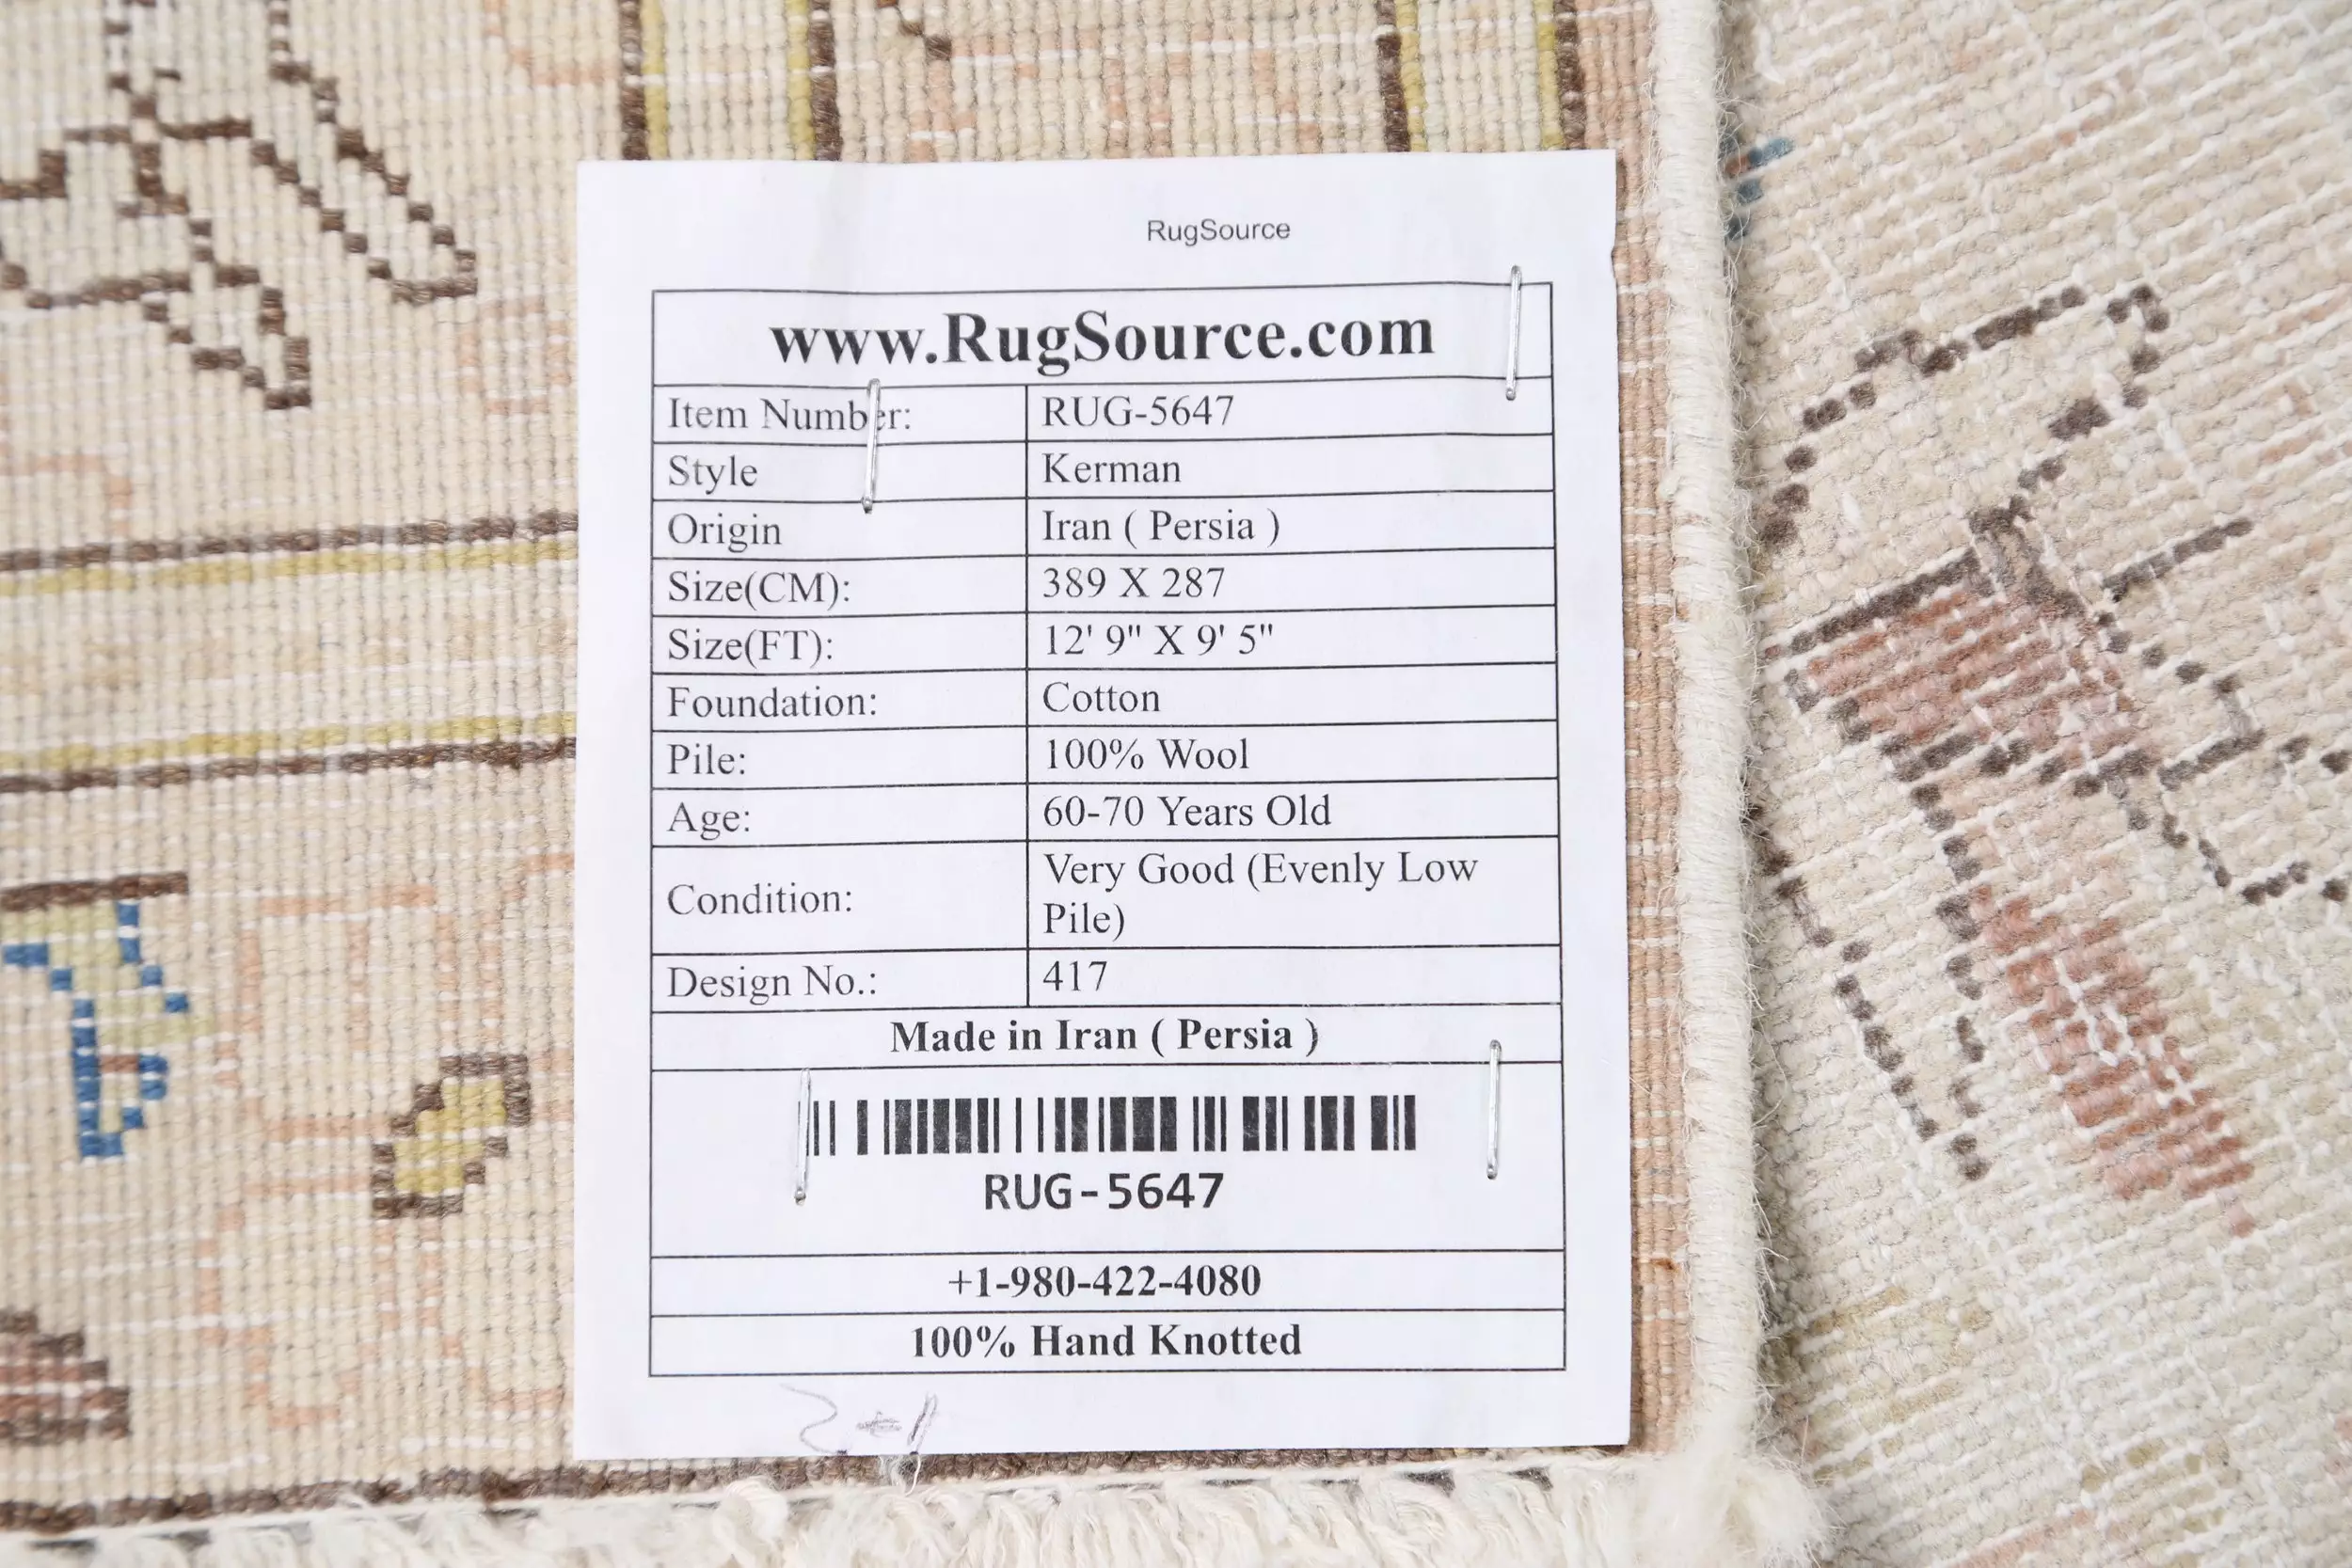 RugSource
www.RugSource.com
Item Number: RUG-5647
Style Kerman
Origin Iran ( Persia )
Size(CM): 389 X 287
Size(FT): 12' 9" X 9' 5"
Foundation: Cotton
Pile: 100% Wool
Age: 60-70 Years Old
Condition: Very Good (Evenly Low
Pile)
Design No.: 417
Made in Iran ( Persia )
RUG-5647
+1-980-422-4080
100% Hand Knotted